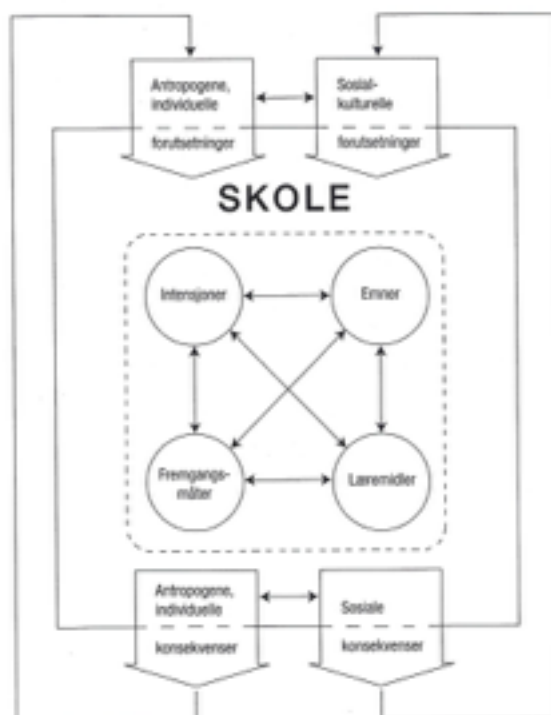 Antropogene,
individuelle
forutsetninger
Sosial-
kulturelle
forutsetninger
SKOLE
Intensjoner
Emner
Fremgangs-
måter
Læremidler
Antropogene,
individuelle
konsekvenser
Sosiale
konsekvenser